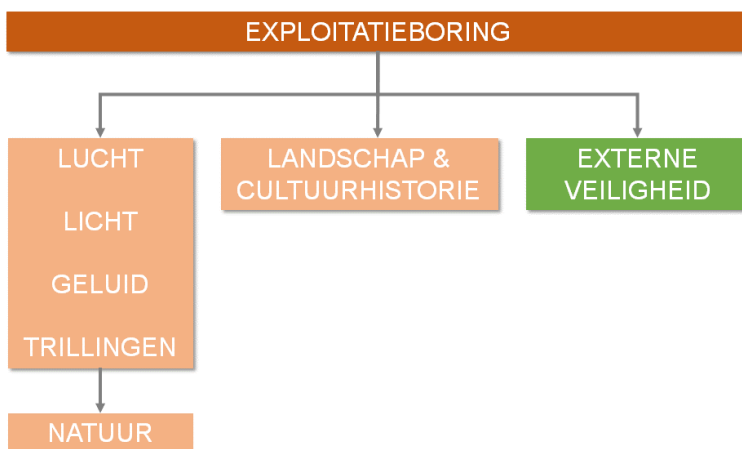 EXPLOITATIEBORING
LUCHT
LICHT
GELUID
TRILLINGEN
LANDSCHAP &
CULTUURHISTORIE
EXTERNE
VEILIGHEID
NATUUR